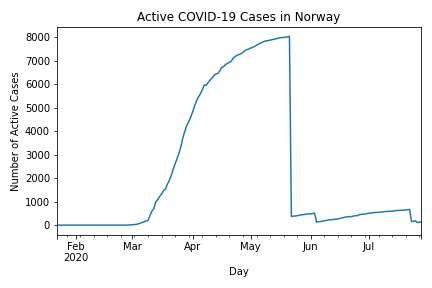 Active COVID-19 Cases in Norway
Number of Active Cases
8000
7000
6000
5000
4000
3000
2000
1000
0
Feb Mar Apr May Jun Jul
2020
Day